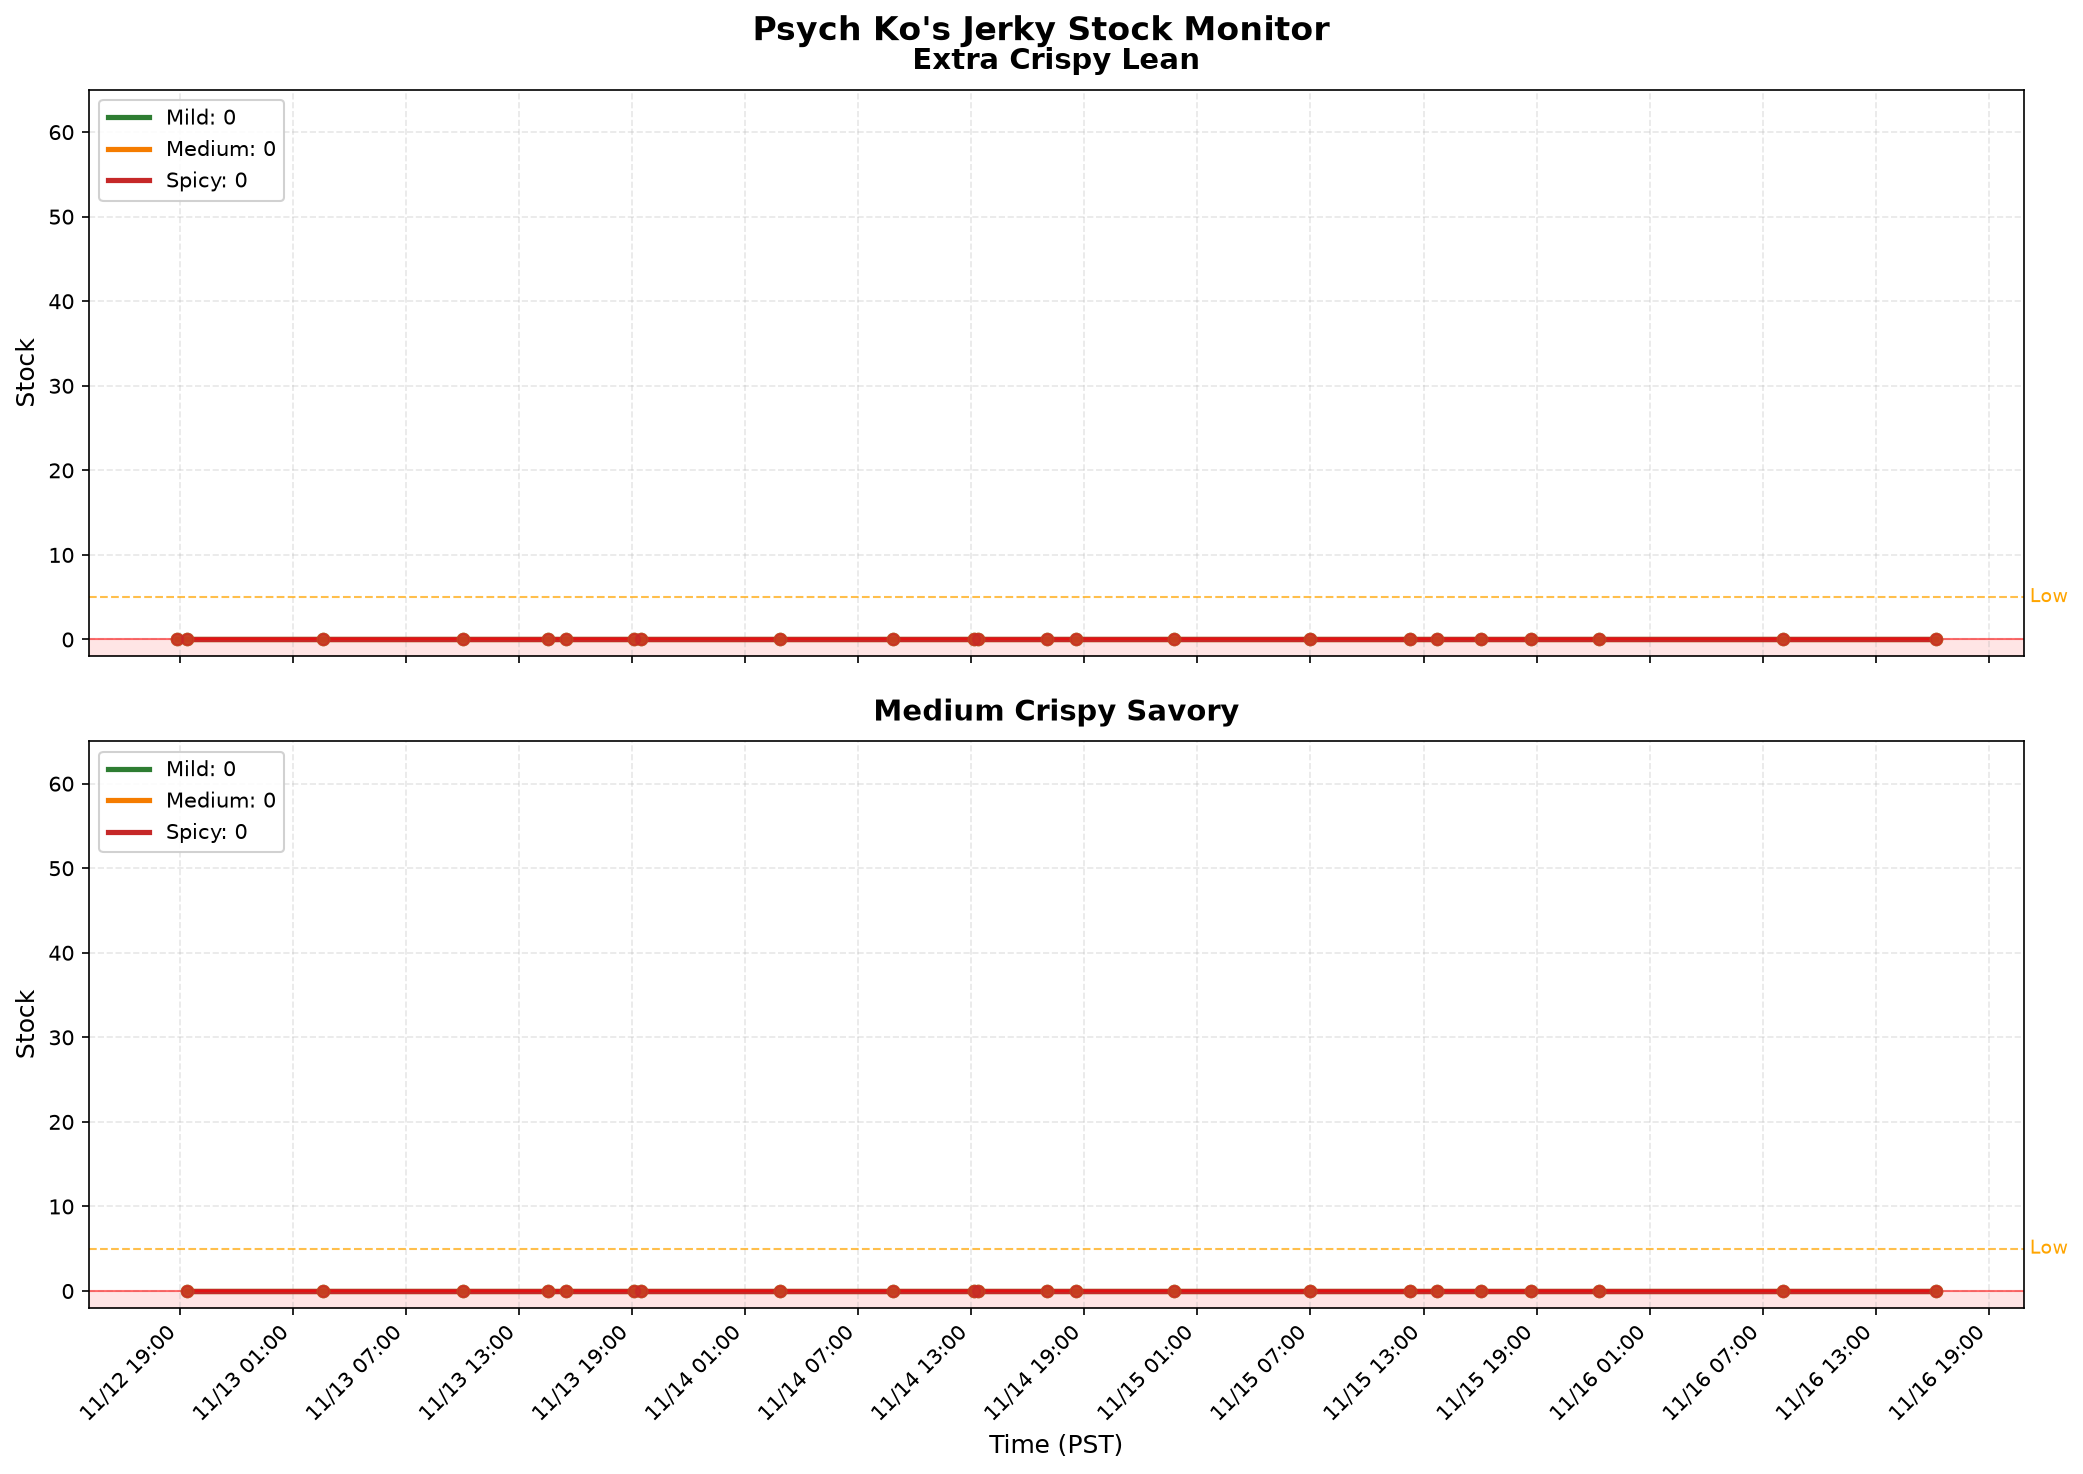 Psych Ko's Jerky Stock Monitor
Extra Crispy Lean
Mild: 0
Medium: 0
Spicy: 0
60
50
40
30
20
10
0
Stock
Low
Medium Crispy Savory
Mild: 0
Medium: 0
Spicy: 0
60
50
40
30
20
10
0
Stock
Low
11/12 19:00
11/13 01:00
11/13 07:00
11/13 13:00
11/13 19:00
11/14 01:00
11/14 07:00
11/14 13:00
11/14 19:00
11/15 01:00
11/15 07:00
11/15 13:00
11/15 19:00
11/16 01:00
11/16 07:00
11/16 13:00
11/16 19:00
Time (PST)